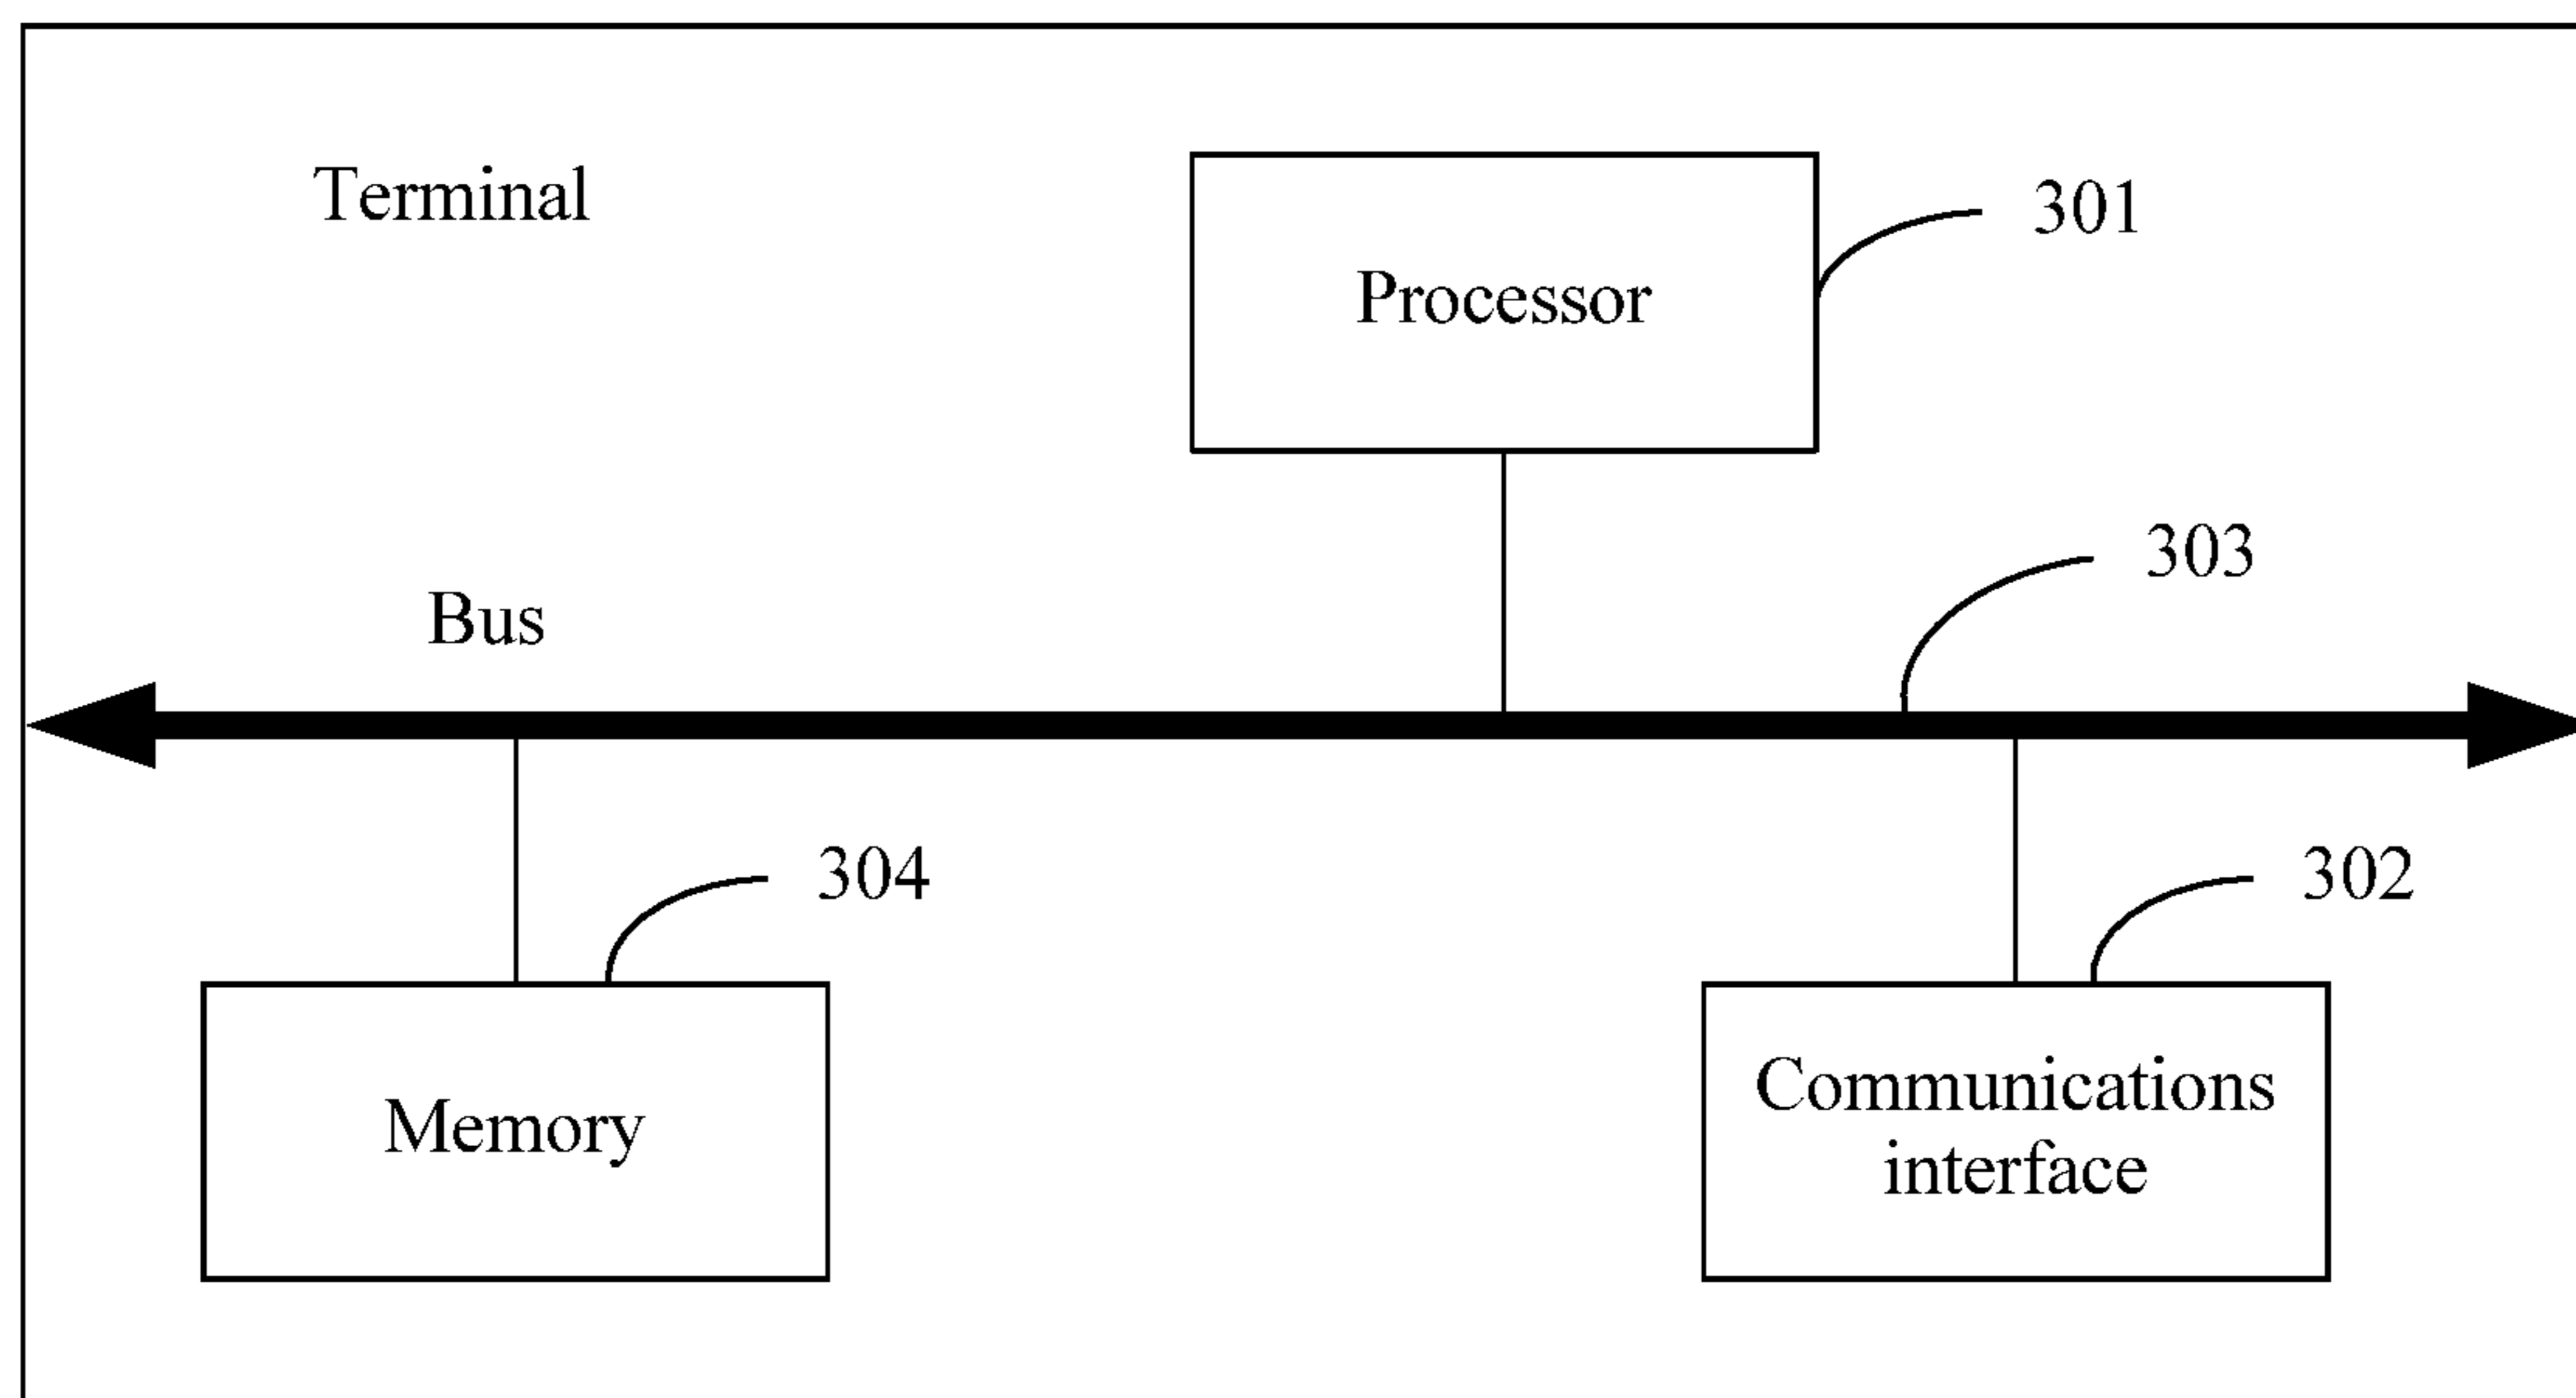 Terminal
301
Processor
303
Bus
304
302
Memory
Communications
interface